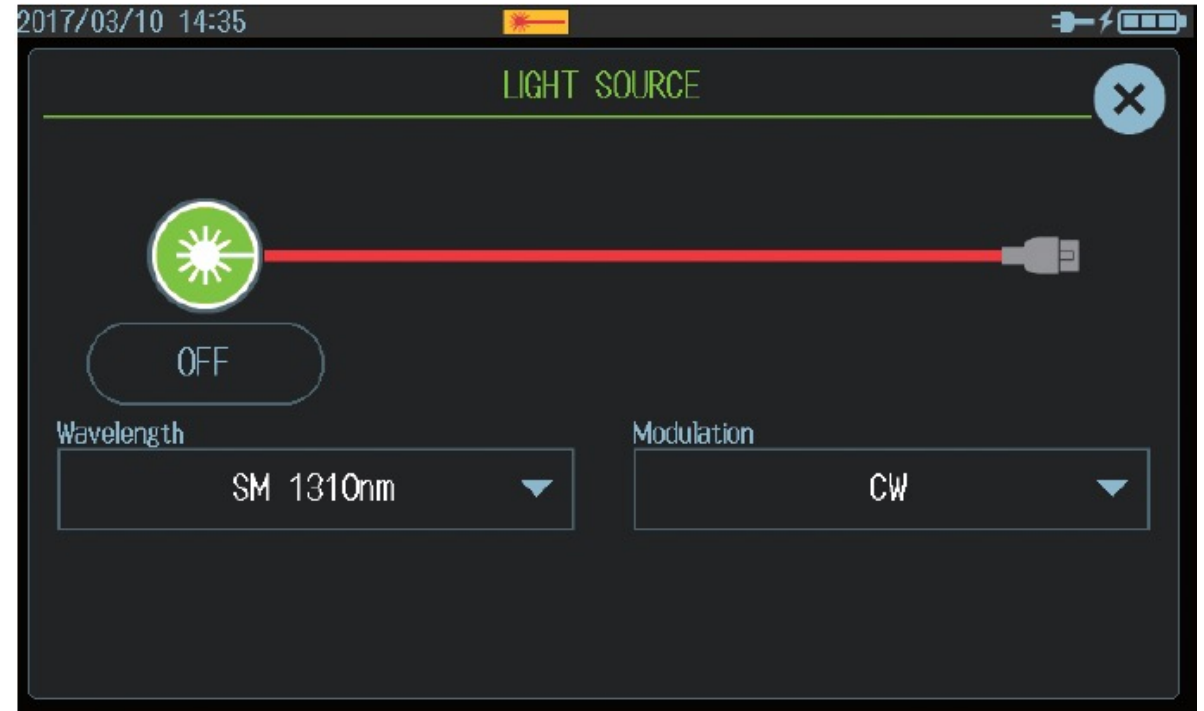 2017/03/10 14:35
LIGHT SOURCE
OFF
Wavelength
Modulation
SM 1310nm
CW